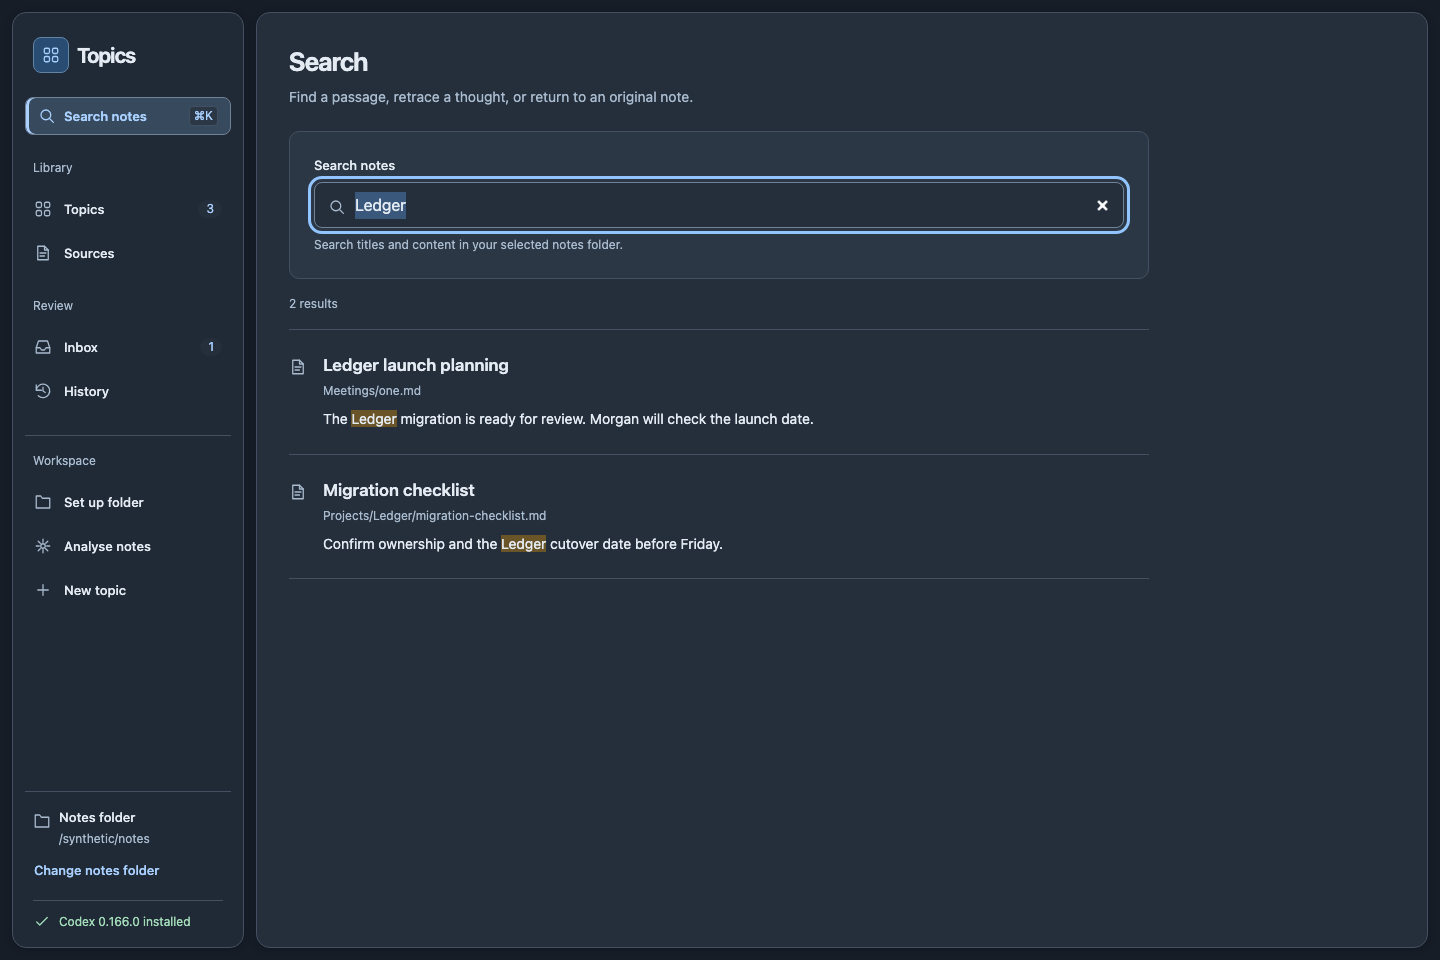 Topics
Search notes ⌘K
Library
Topics 3
Sources
Review
Inbox 1
History
Workspace
Set up folder
Analyse notes
New topic
Notes folder
/synthetic/notes
Change notes folder
Codex 0.166.0 installed
Search
Find a passage, retrace a thought, or return to an original note.
Search notes
Ledger
Search titles and content in your selected notes folder.
2 results
Ledger launch planning
Meetings/one.md
The Ledger migration is ready for review. Morgan will check the launch date.
Migration checklist
Projects/Ledger/migration-checklist.md
Confirm ownership and the Ledger cutover date before Friday.